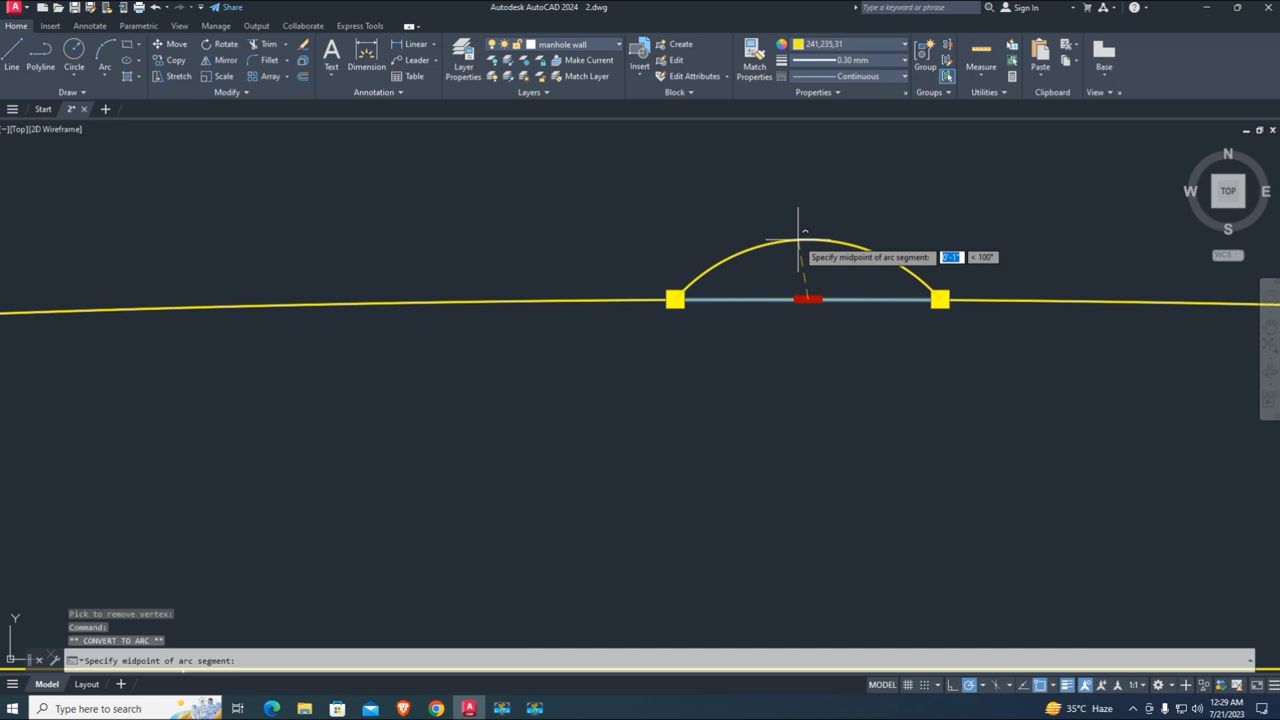 Share
Autodesk AutoCAD 2024 2.dwg
Type a keyword or phrase
Sign In
Home Insert Annotate Parametric View Manage Output Collaborate Express Tools
Line Polyline Circle Arc
Move Rotate Trim
Copy Mirror Fillet
Stretch Scale Array
Text Dimension
Linear
Leader
Table
Layer Properties
manhole wall
Make Current
Match Layer
Insert
Create
Edit
Edit Attributes
Match Properties
241,235,31
0.30 mm
Continuous
Group
Measure
Paste
Base
Draw Modify Annotation Layers Block Properties Groups Utilities Clipboard View
Start 2*
[−][Top][2D Wireframe]
N
W TOP E
S
WCS
Specify midpoint of arc segment: < 100°
Y
Pick to remove vertex:
Command:
** CONVERT TO ARC **
Specify midpoint of arc segment:
Model Layout
MODEL
1:1
Type here to search
35°C Haze
12:29 AM
7/21/2023